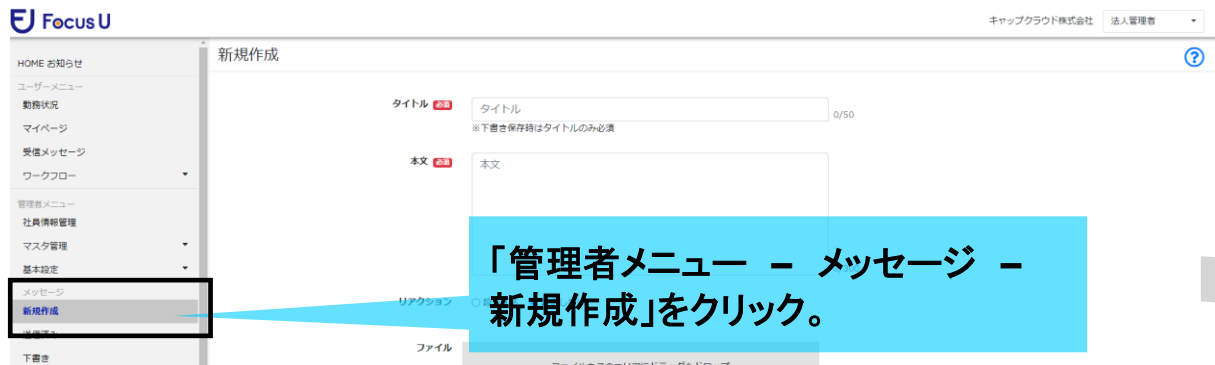 Focus U
キャップクラウド株式会社 法人管理者
HOME お知らせ
ユーザーメニュー
勤務状況
マイページ
受信メッセージ
ワークフロー
管理者メニュー
社員情報管理
マスタ管理
基本設定
メッセージ
新規作成
下書き
新規作成
タイトル 必須
タイトル
0/50
※下書き保存時はタイトルのみ必須
本文 必須
本文
リアクション
ファイル
「管理者メニュー － メッセージ －
新規作成」をクリック。